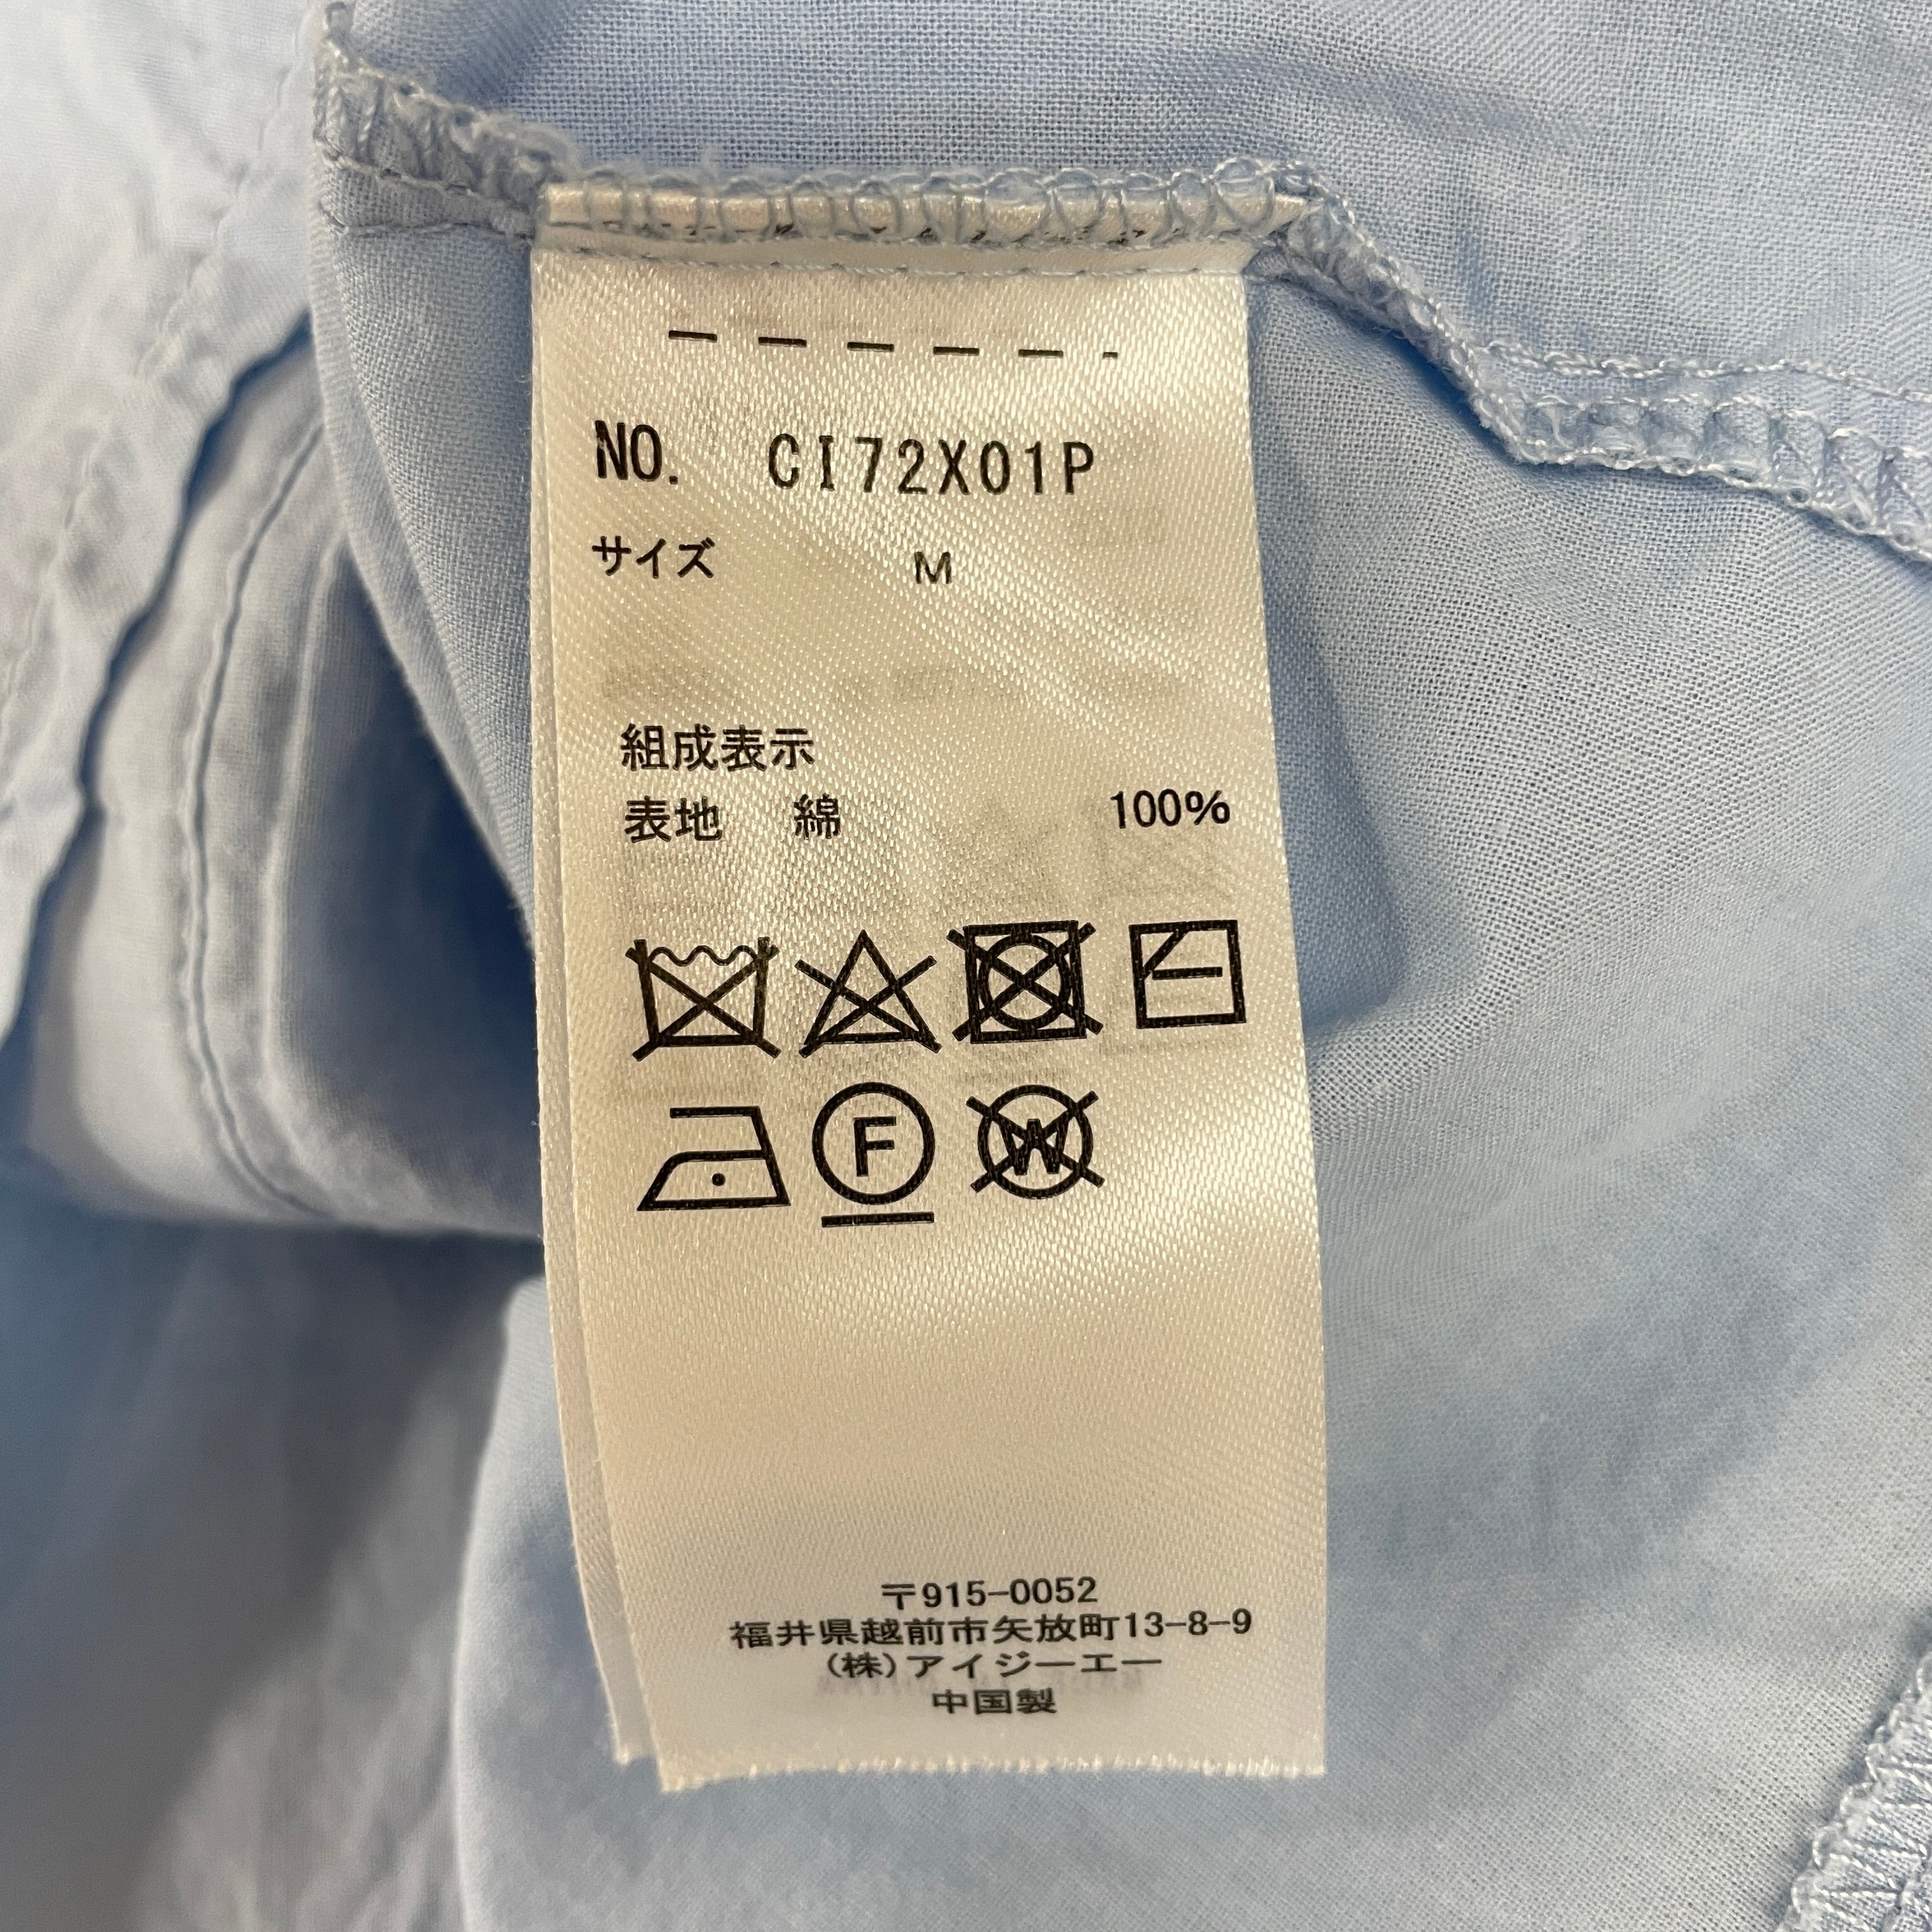 NO. CI72X01P
サイズ M
組成表示
表地 綿 100%
F W
〒915-0052
福井県越前市矢放町13-8-9
(株)アイジーエー
中国製